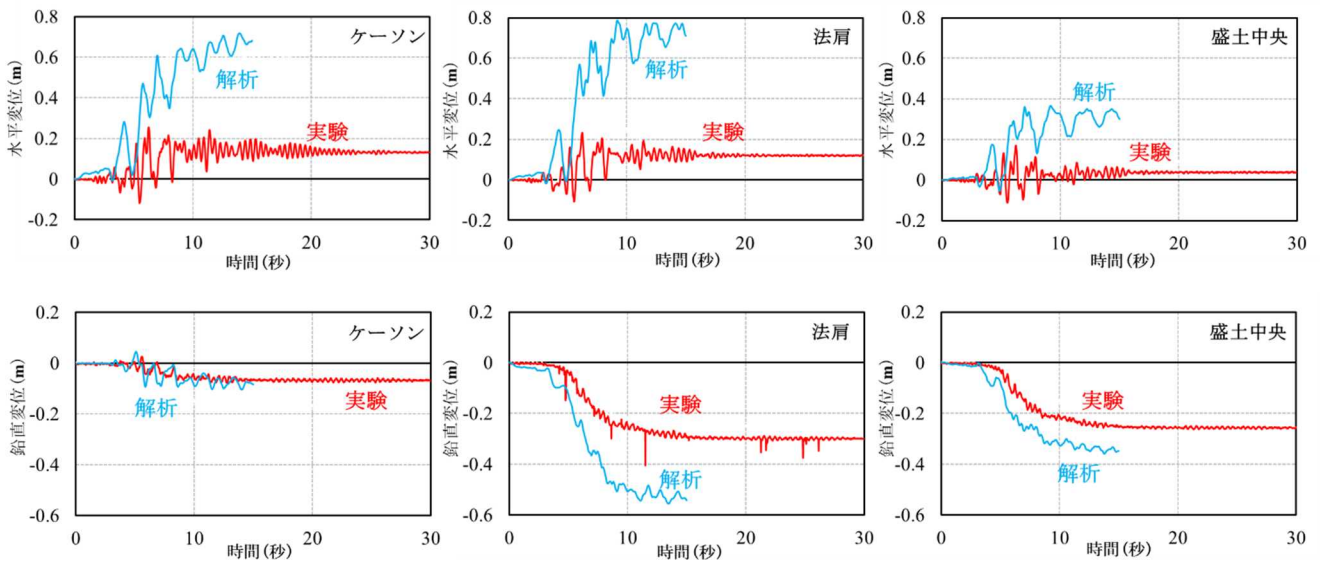 0.8
0.6
0.4
0.2
0
-0.2
水平変位(m)
ケーソン
解析
実験
0
10
20
30
時間(秒)
0.8
0.6
0.4
0.2
0
-0.2
水平変位(m)
法肩
解析
実験
0
10
20
30
時間(秒)
0.8
0.6
0.4
0.2
0
-0.2
水平変位(m)
盛土中央
解析
実験
0
10
20
30
時間(秒)
0.2
0
-0.2
-0.4
-0.6
鉛直変位(m)
ケーソン
解析
実験
0
10
20
30
時間(秒)
0.2
0
-0.2
-0.4
-0.6
鉛直変位(m)
法肩
実験
解析
0
10
20
30
時間(秒)
0.2
0
-0.2
-0.4
-0.6
鉛直変位(m)
盛土中央
実験
解析
0
10
20
30
時間(秒)